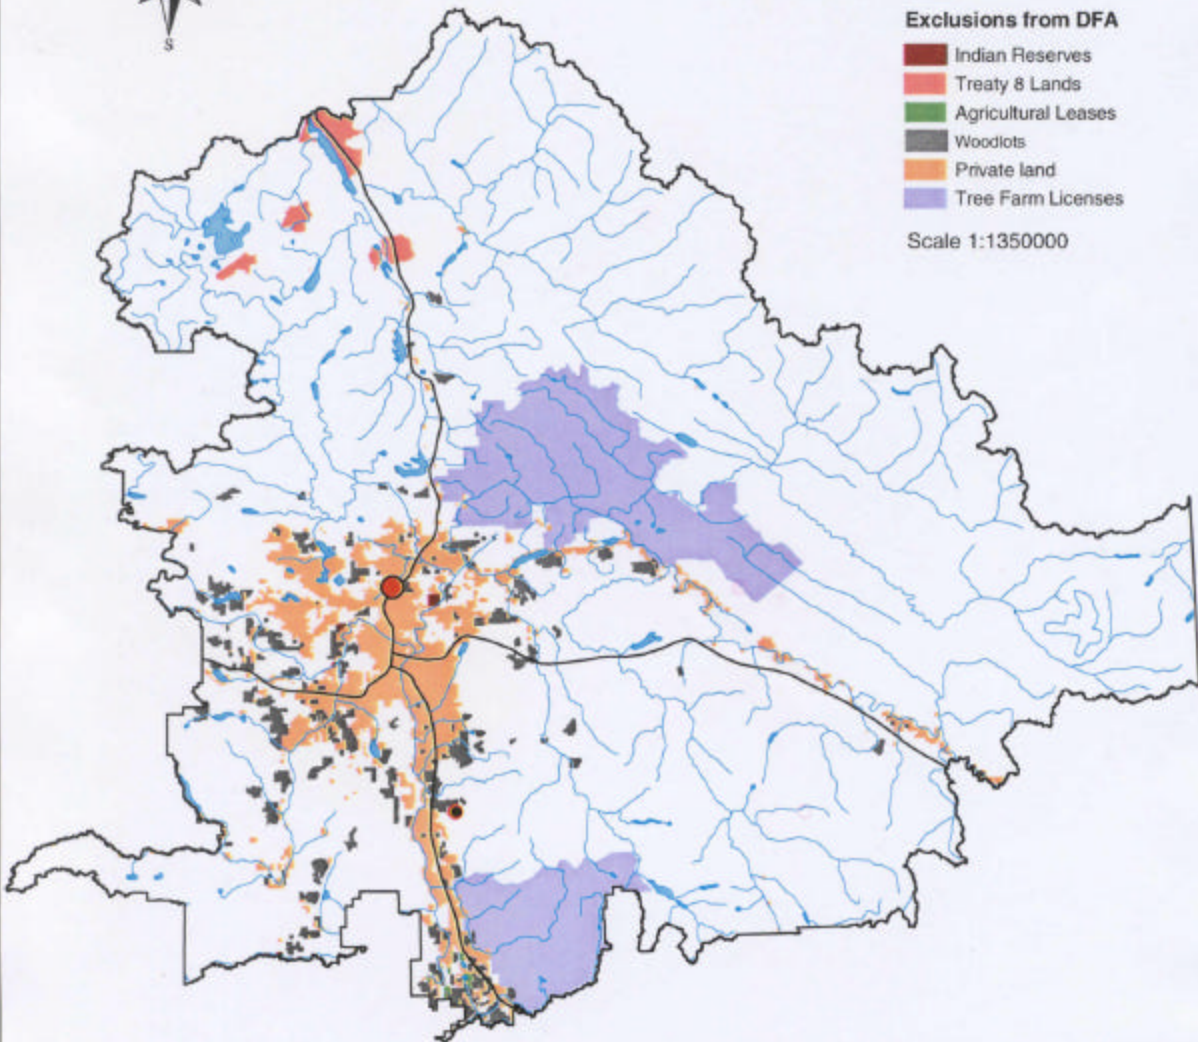 S
Exclusions from DFA
Indian Reserves
Treaty 8 Lands
Agricultural Leases
Woodlots
Private land
Tree Farm Licenses
Scale 1:1350000